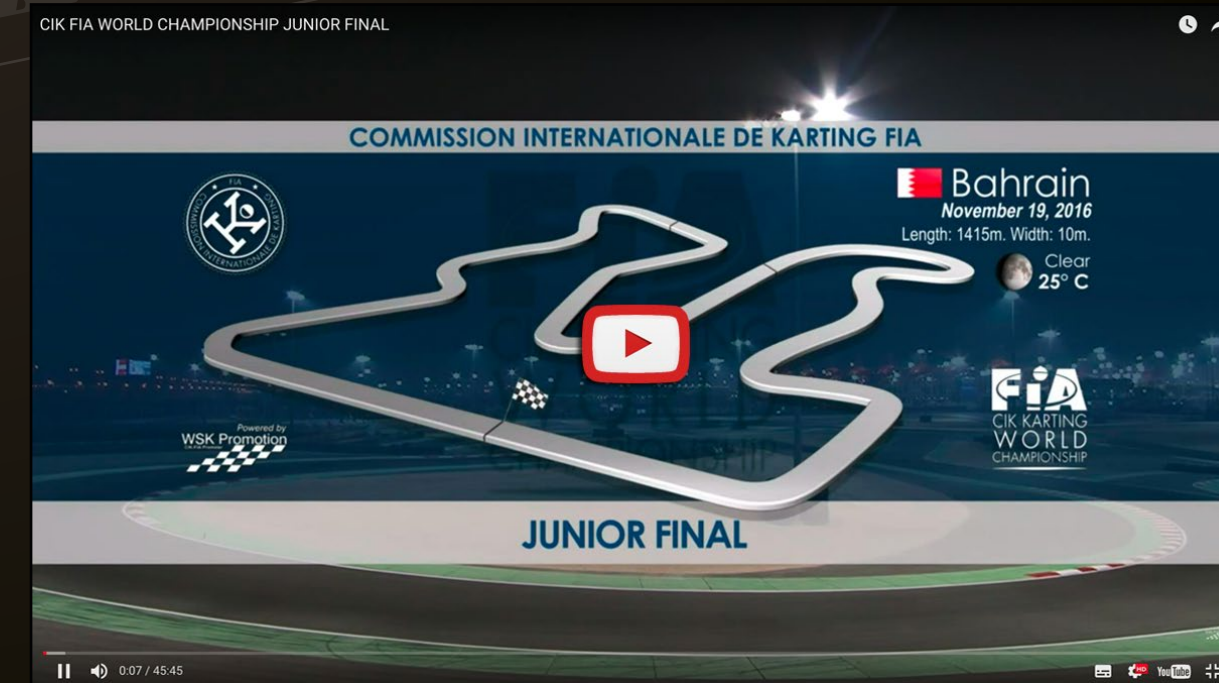 CIK FIA WORLD CHAMPIONSHIP JUNIOR FINAL
COMMISSION INTERNATIONALE DE KARTING FIA
FIA
COMMISSION INTERNATIONALE DE KARTING
Bahrain
November 19, 2016
Length: 1415m. Width: 10m.
Clear
25° C
Powered by
WSK Promotion
FiA
CIK KARTING
WORLD
CHAMPIONSHIP
JUNIOR FINAL
0:07 / 45:45
HD
YouTube